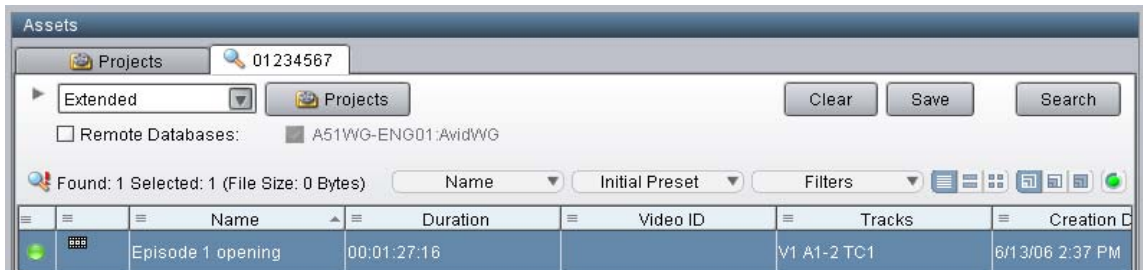 Assets
Projects 01234567
Extended Projects Clear Save Search
Remote Databases: A51WG-ENG01:AvidWG
Found: 1 Selected: 1 (File Size: 0 Bytes) Name Initial Preset Filters
Name Duration Video ID Tracks Creation D
Episode 1 opening 00:01:27:16 V1 A1-2 TC1 6/13/06 2:37 PM